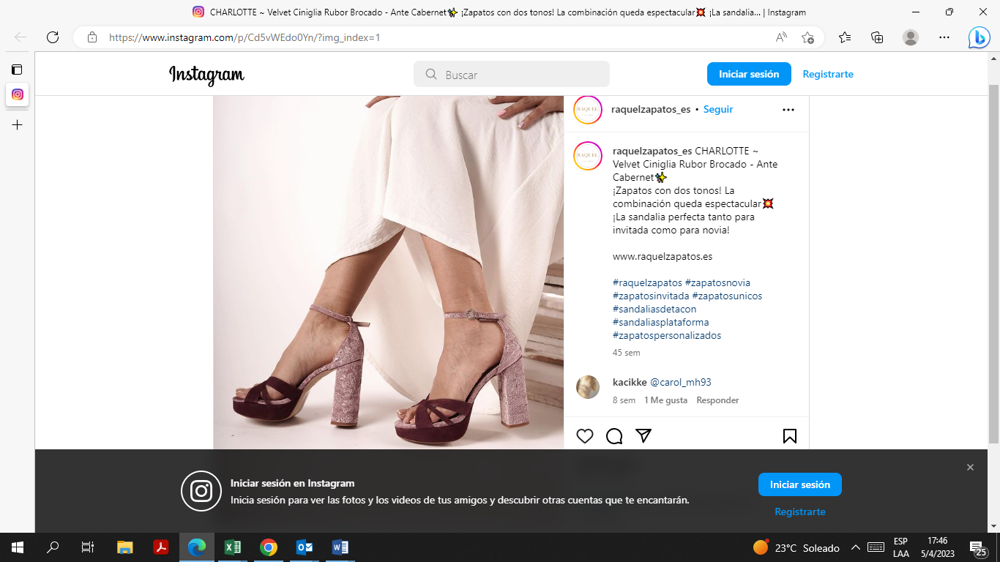 CHARLOTTE ~ Velvet Ciniglia Rubor Brocado - Ante Cabernet✨ ¡Zapatos con dos tonos! La combinación queda espectacular💥 ¡La sandalia... | Instagram
https://www.instagram.com/p/Cd5vWEdo0Yn/?img_index=1
Instagram
Buscar
Iniciar sesión
Registrarte
RAQUEL
raquelzapatos_es • Seguir
RAQUEL
raquelzapatos_es CHARLOTTE ~
Velvet Ciniglia Rubor Brocado - Ante
Cabernet✨
¡Zapatos con dos tonos! La
combinación queda espectacular💥
¡La sandalia perfecta tanto para
invitada como para novia!
www.raquelzapatos.es
#raquelzapatos #zapatosnovia
#zapatosinvitada #zapatosunicos
#sandaliasdetacon
#sandaliasplataforma
#zapatospersonalizados
45 sem
kacikke @carol_mh93
8 sem 1 Me gusta Responder
Iniciar sesión en Instagram
Inicia sesión para ver las fotos y los videos de tus amigos y descubrir otras cuentas que te encantarán.
Iniciar sesión
Registrarte
23°C Soleado
ESP
LAA
17:46
5/4/2023
25